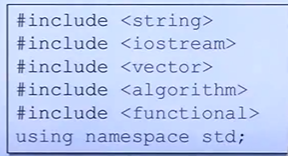 #include <string>
#include <iostream>
#include <vector>
#include <algorithm>
#include <functional>
using namespace std;